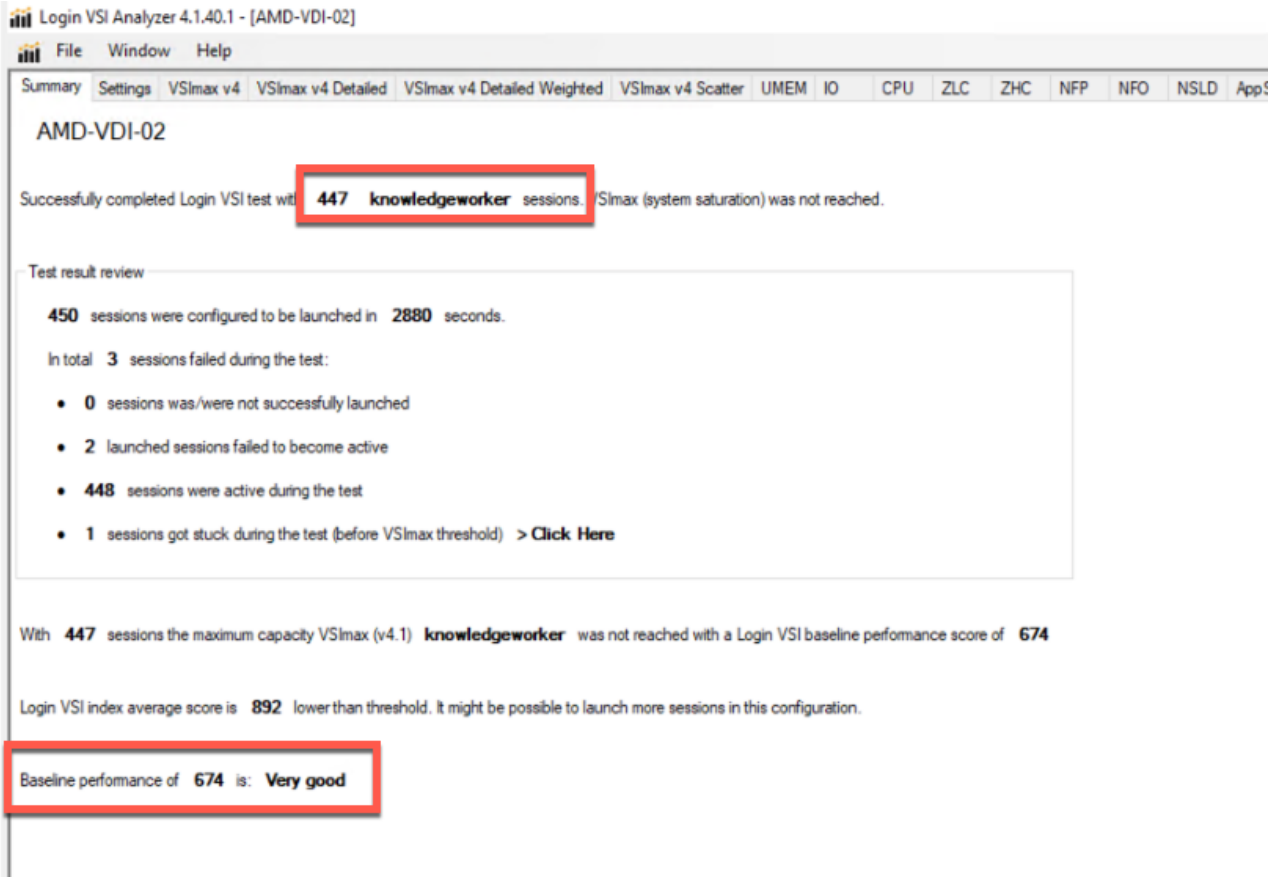 Login VSI Analyzer 4.1.40.1 - [AMD-VDI-02]
File Window Help
Summary Settings VSImax v4 VSImax v4 Detailed VSImax v4 Detailed Weighted VSImax v4 Scatter UMEM IO CPU ZLC ZHC NFP NFO NSLD AppS
AMD-VDI-02
Successfully completed Login VSI test with 447 knowledgeworker sessions. VSImax (system saturation) was not reached.
Test result review
450 sessions were configured to be launched in 2880 seconds.
In total 3 sessions failed during the test:
• 0 sessions was/were not successfully launched
• 2 launched sessions failed to become active
• 448 sessions were active during the test
• 1 sessions got stuck during the test (before VSImax threshold) > Click Here
With 447 sessions the maximum capacity VSImax (v4.1) knowledgeworker was not reached with a Login VSI baseline performance score of 674
Login VSI index average score is 892 lower than threshold. It might be possible to launch more sessions in this configuration.
Baseline performance of 674 is: Very good